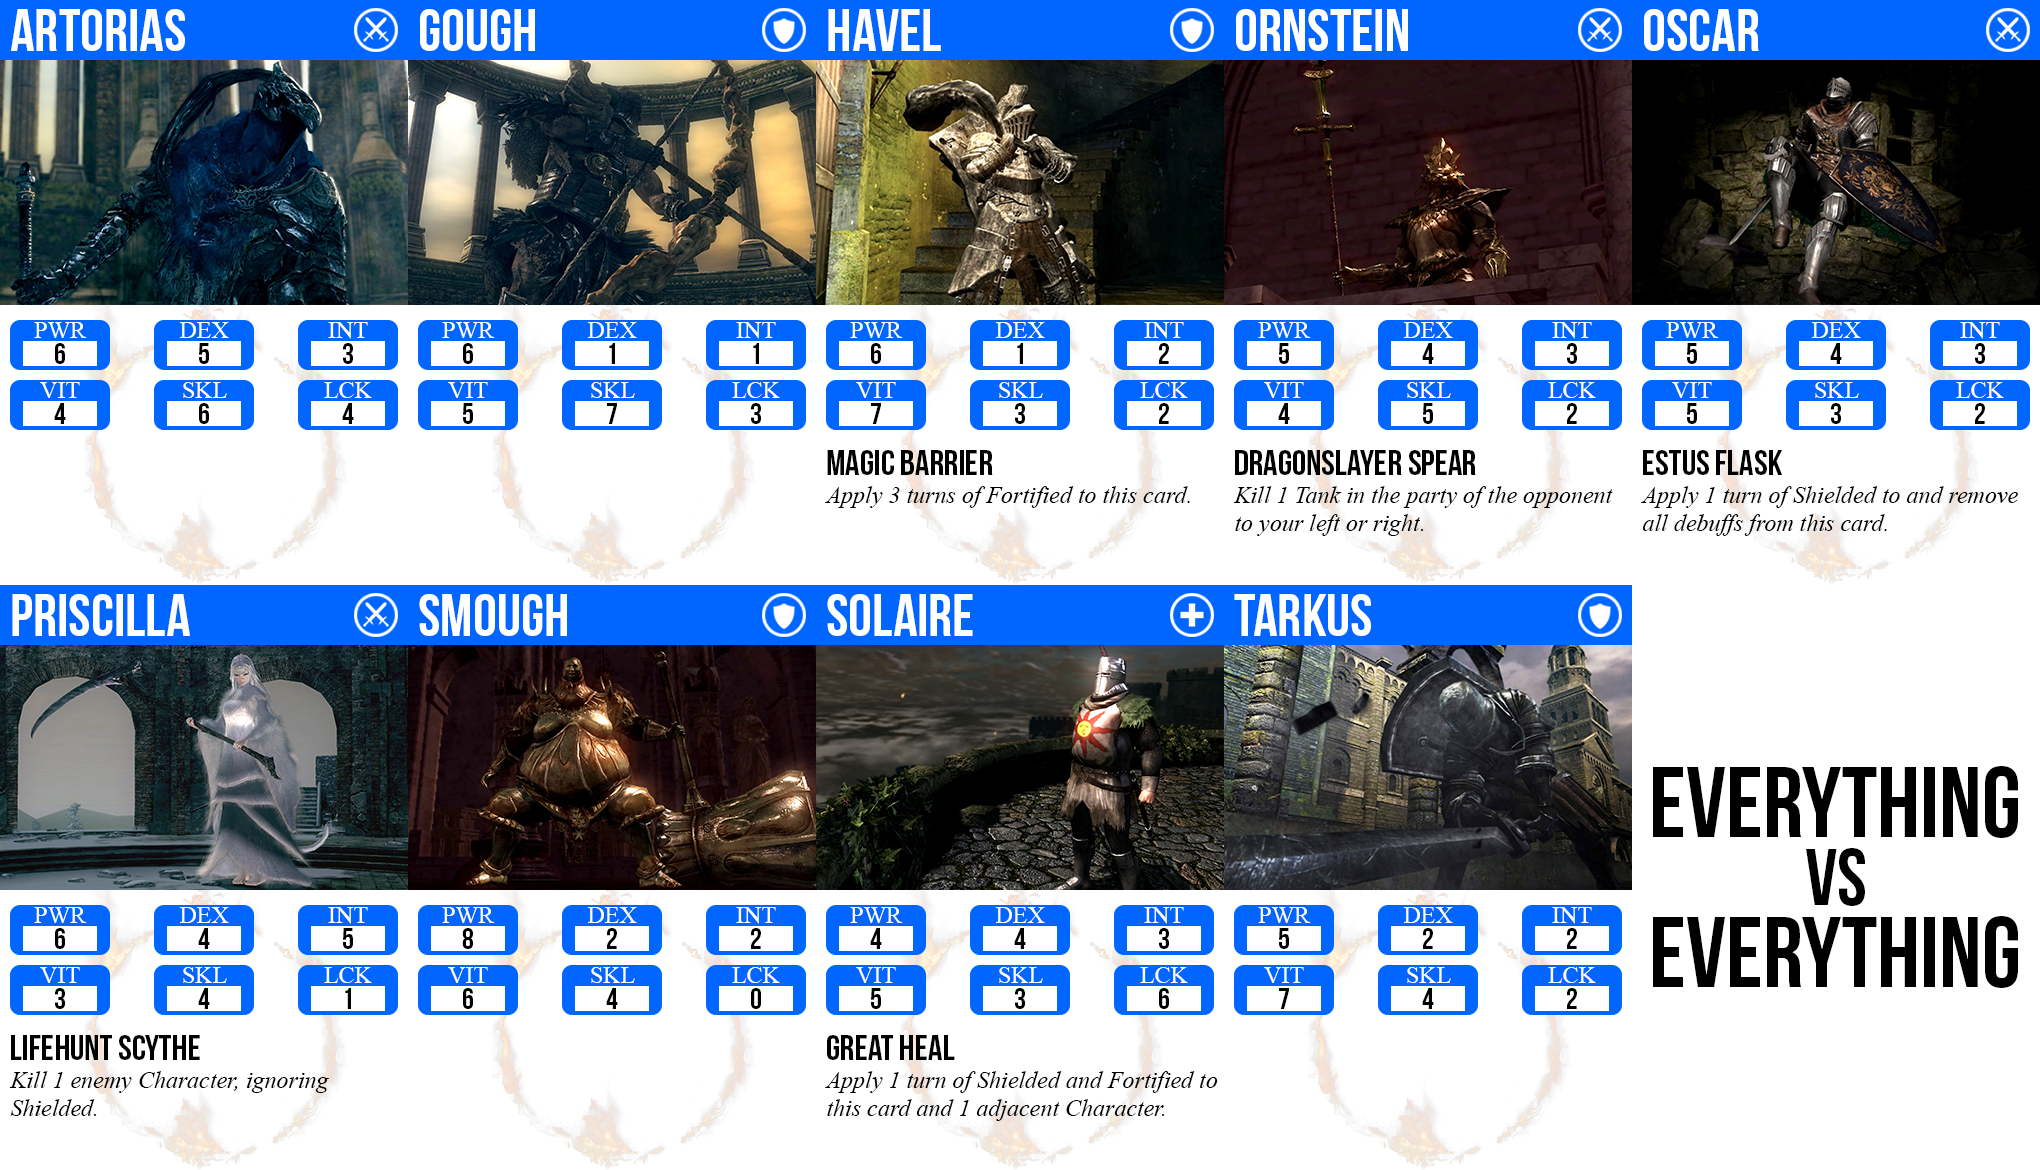 ARTORIAS
PWR DEX INT
6 5 3
VIT SKL LCK
4 6 4
GOUGH
PWR DEX INT
6 1 1
VIT SKL LCK
5 7 3
HAVEL
PWR DEX INT
6 1 2
VIT SKL LCK
7 3 2
MAGIC BARRIER
Apply 3 turns of Fortified to this card.
ORNSTEIN
PWR DEX INT
5 4 3
VIT SKL LCK
4 5 2
DRAGONSLAYER SPEAR
Kill 1 Tank in the party of the opponent
to your left or right.
OSCAR
PWR DEX INT
5 4 3
VIT SKL LCK
5 3 2
ESTUS FLASK
Apply 1 turn of Shielded to and remove
all debuffs from this card.
PRISCILLA
PWR DEX INT
6 4 5
VIT SKL LCK
3 4 1
LIFEHUNT SCYTHE
Kill 1 enemy Character, ignoring
Shielded.
SMOUGH
PWR DEX INT
8 2 2
VIT SKL LCK
6 4 0
SOLAIRE
PWR DEX INT
4 4 3
VIT SKL LCK
5 3 6
GREAT HEAL
Apply 1 turn of Shielded and Fortified to
this card and 1 adjacent Character.
TARKUS
PWR DEX INT
5 2 2
VIT SKL LCK
7 4 2
EVERYTHING
VS
EVERYTHING